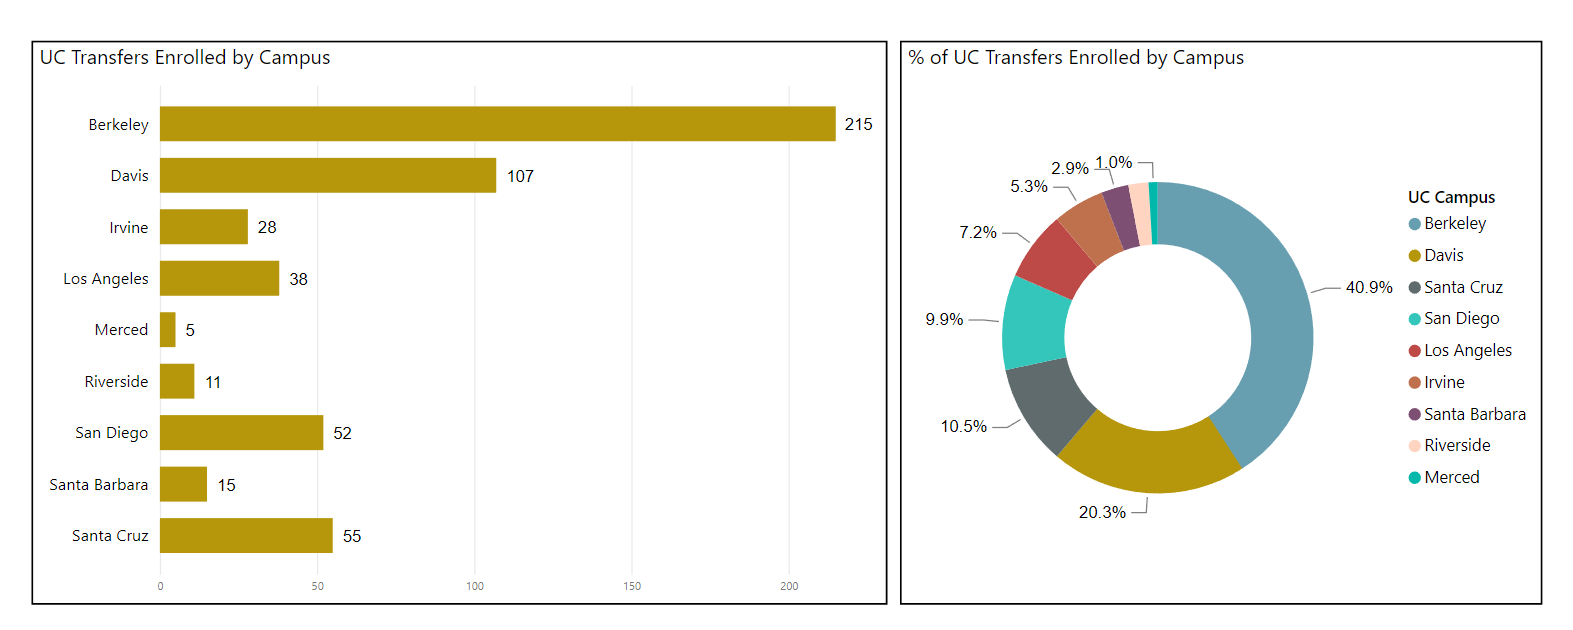 UC Transfers Enrolled by Campus
Berkeley 215
Davis 107
Irvine 28
Los Angeles 38
Merced 5
Riverside 11
San Diego 52
Santa Barbara 15
Santa Cruz 55
0 50 100 150 200
% of UC Transfers Enrolled by Campus
1.0%
2.9%
5.3%
7.2%
9.9%
10.5%
20.3%
40.9%
UC Campus
Berkeley
Davis
Santa Cruz
San Diego
Los Angeles
Irvine
Santa Barbara
Riverside
Merced